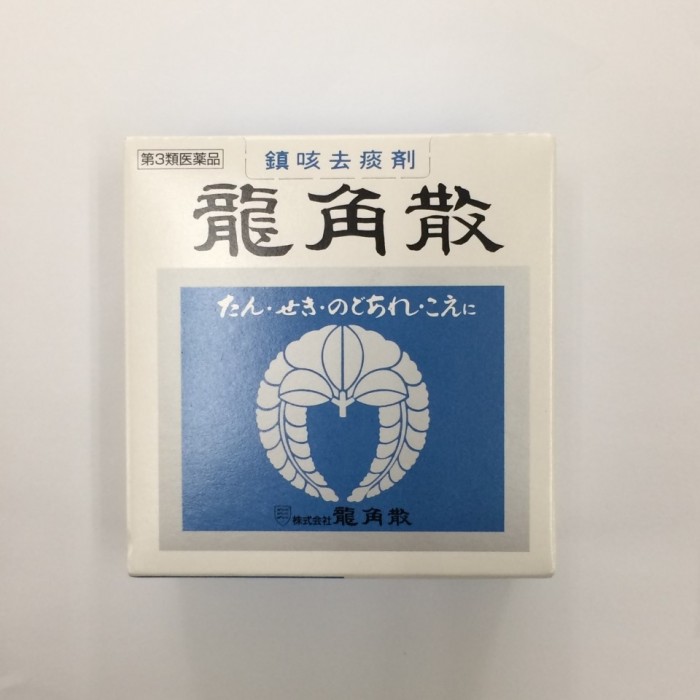 第3類医薬品
鎮咳去痰剤
龍角散
たん・せき・のどあれ・こえに
株式会社 龍角散